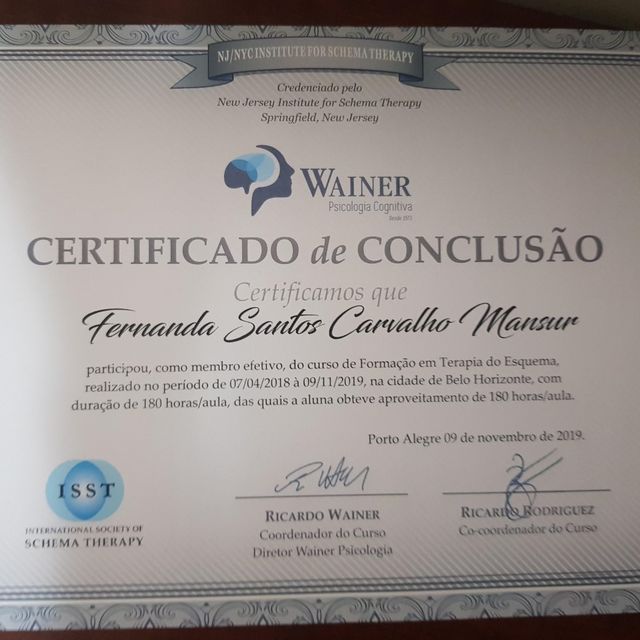 NJ/NYC INSTITUTE FOR SCHEMA THERAPY
Credenciado pelo
New Jersey Institute for Schema Therapy
Springfield, New Jersey
WAINER
Psicologia Cognitiva
CERTIFICADO de CONCLUSÃO
Certificamos que
Fernanda Santos Carvalho Mansur
participou, como membro efetivo, do curso de Formação em Terapia do Esquema,
realizado no período de 07/04/2018 à 09/11/2019, na cidade de Belo Horizonte, com
duração de 180 horas/aula, das quais a aluna obteve aproveitamento de 180 horas/aula.
Porto Alegre 09 de novembro de 2019.
ISST
INTERNATIONAL SOCIETY OF
SCHEMA THERAPY
RICARDO WAINER
Coordenador do Curso
Diretor Wainer Psicologia
RICARDO RODRIGUEZ
Co-coordenador do Curso